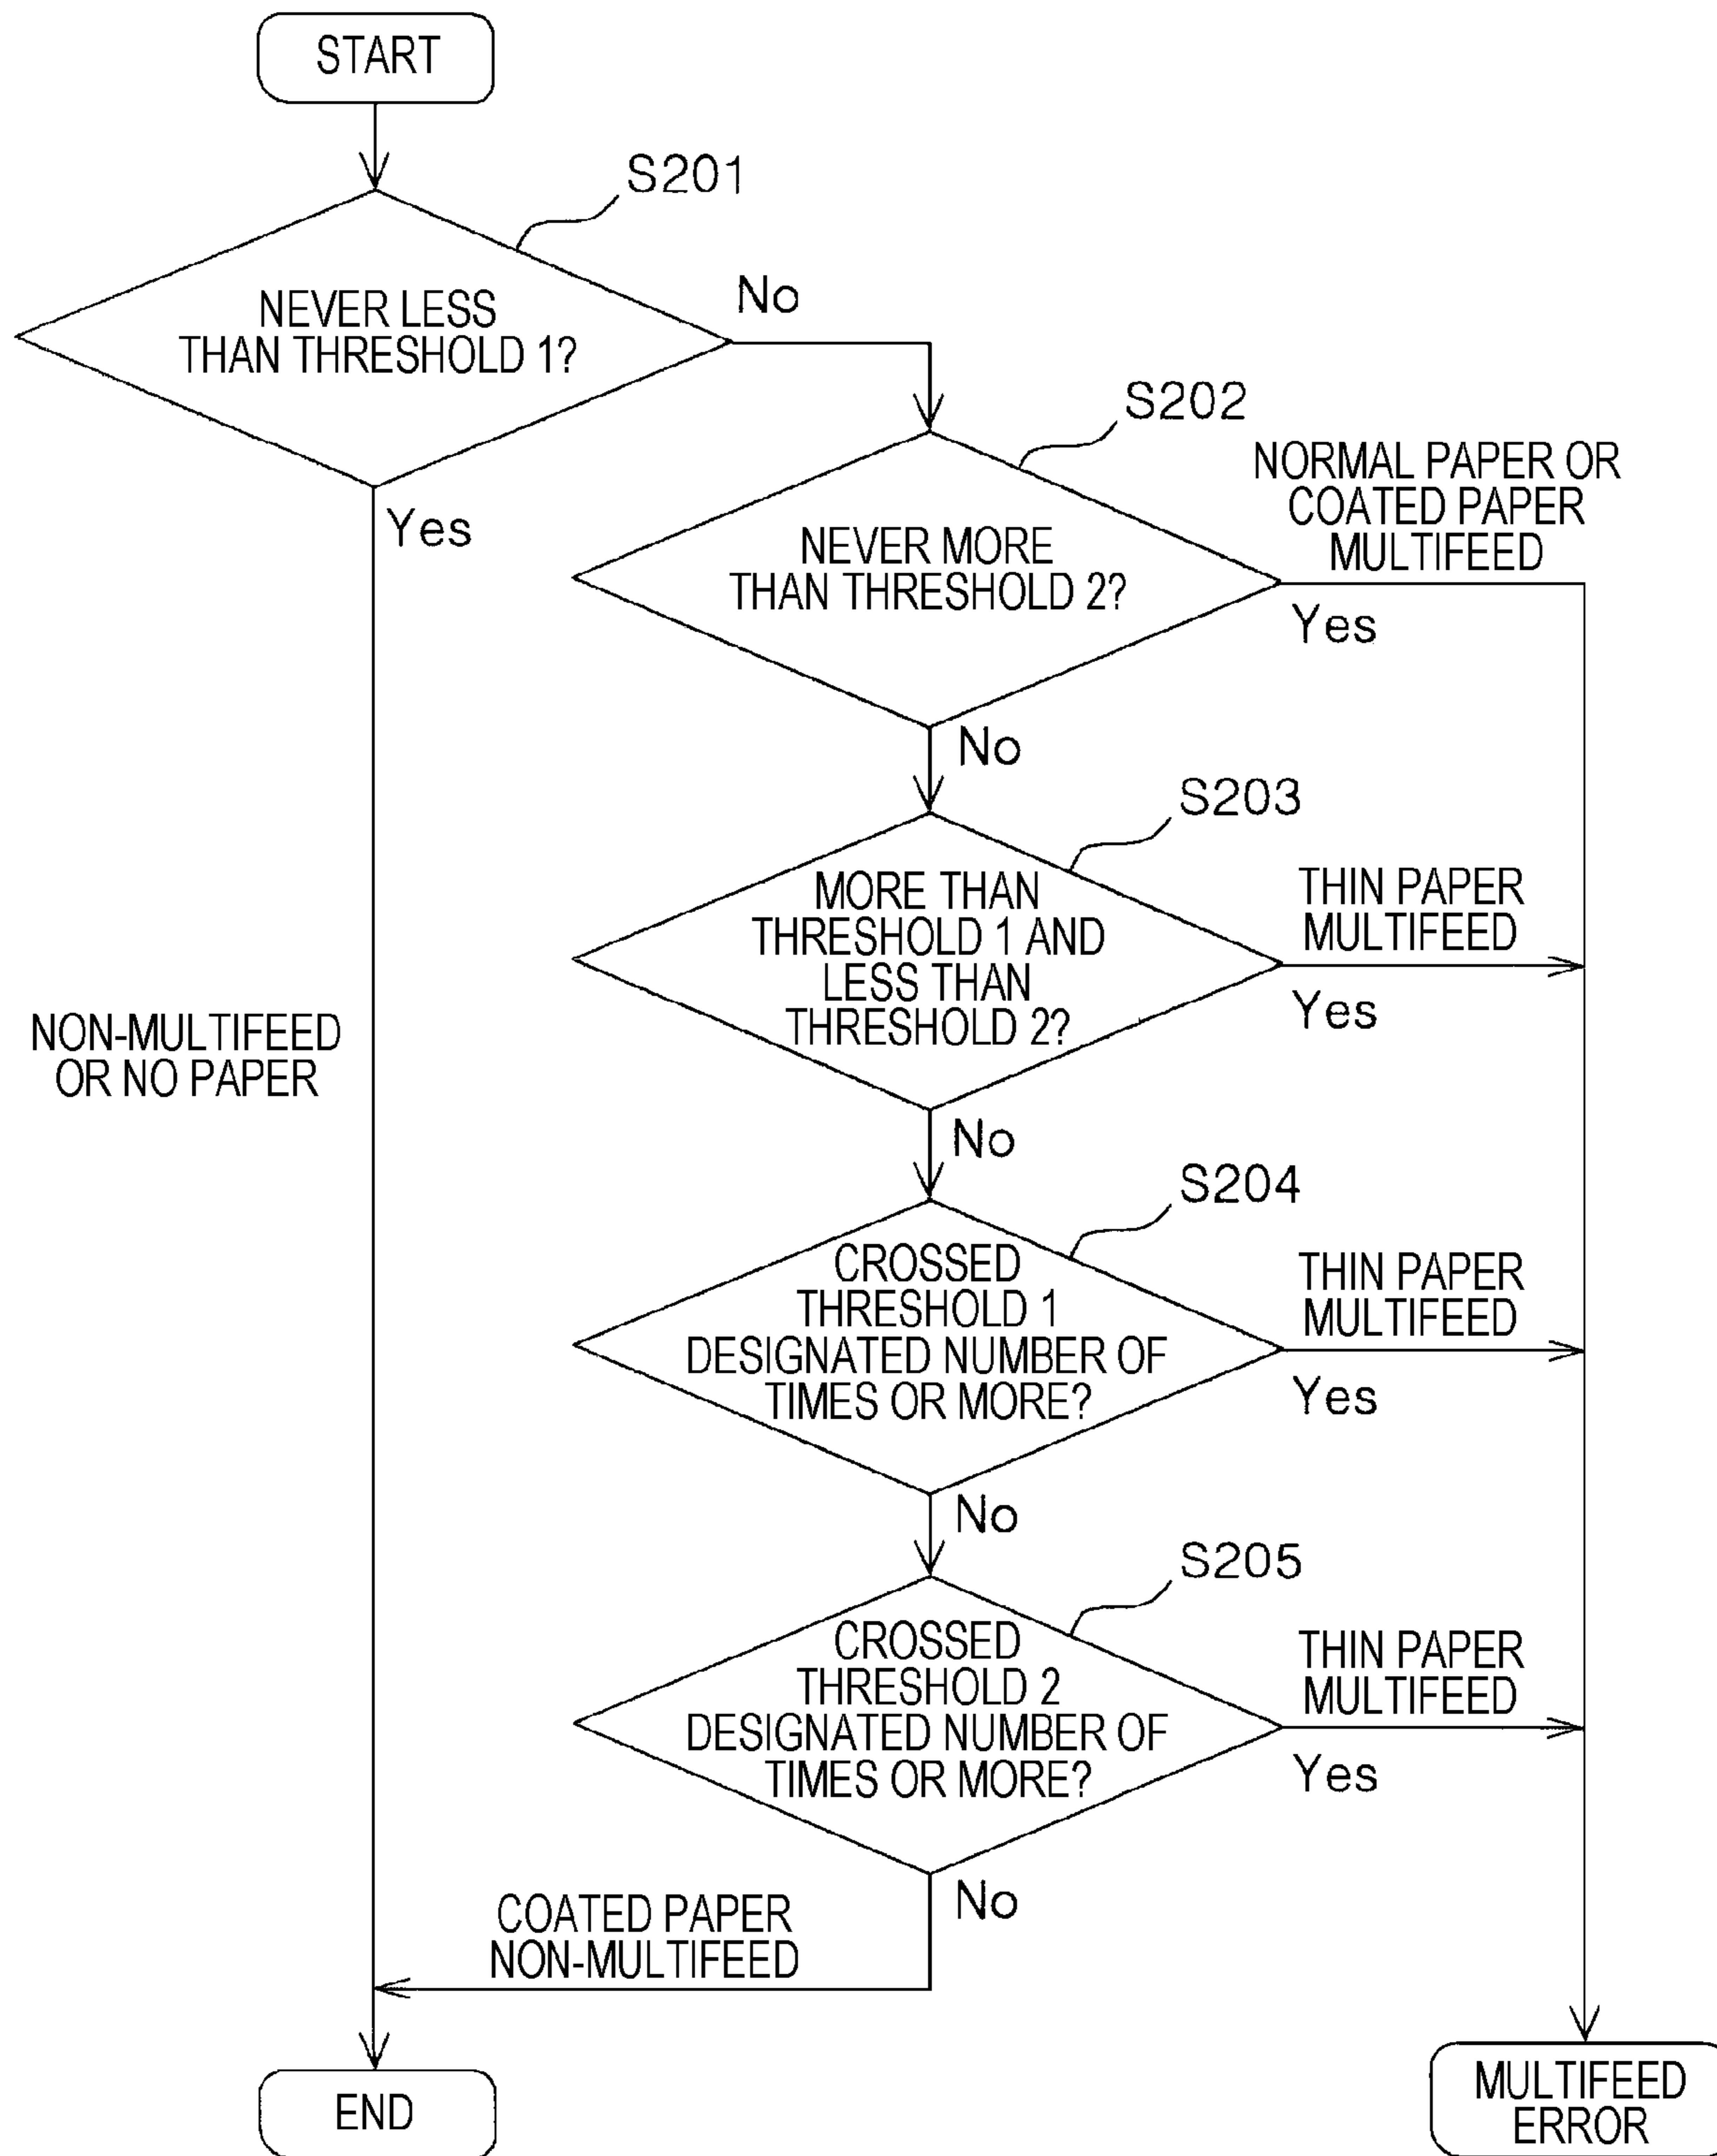 START
S201
NEVER LESS
THAN THRESHOLD 1?
No
Yes
S202
NEVER MORE
THAN THRESHOLD 2?
NORMAL PAPER OR
COATED PAPER
MULTIFEED
Yes
No
S203
MORE THAN
THRESHOLD 1 AND
LESS THAN
THRESHOLD 2?
THIN PAPER
MULTIFEED
Yes
NON-MULTIFEED
OR NO PAPER
No
S204
CROSSED
THRESHOLD 1
DESIGNATED NUMBER OF
TIMES OR MORE?
THIN PAPER
MULTIFEED
Yes
No
S205
CROSSED
THRESHOLD 2
DESIGNATED NUMBER OF
TIMES OR MORE?
THIN PAPER
MULTIFEED
Yes
No
COATED PAPER
NON-MULTIFEED
END
MULTIFEED
ERROR